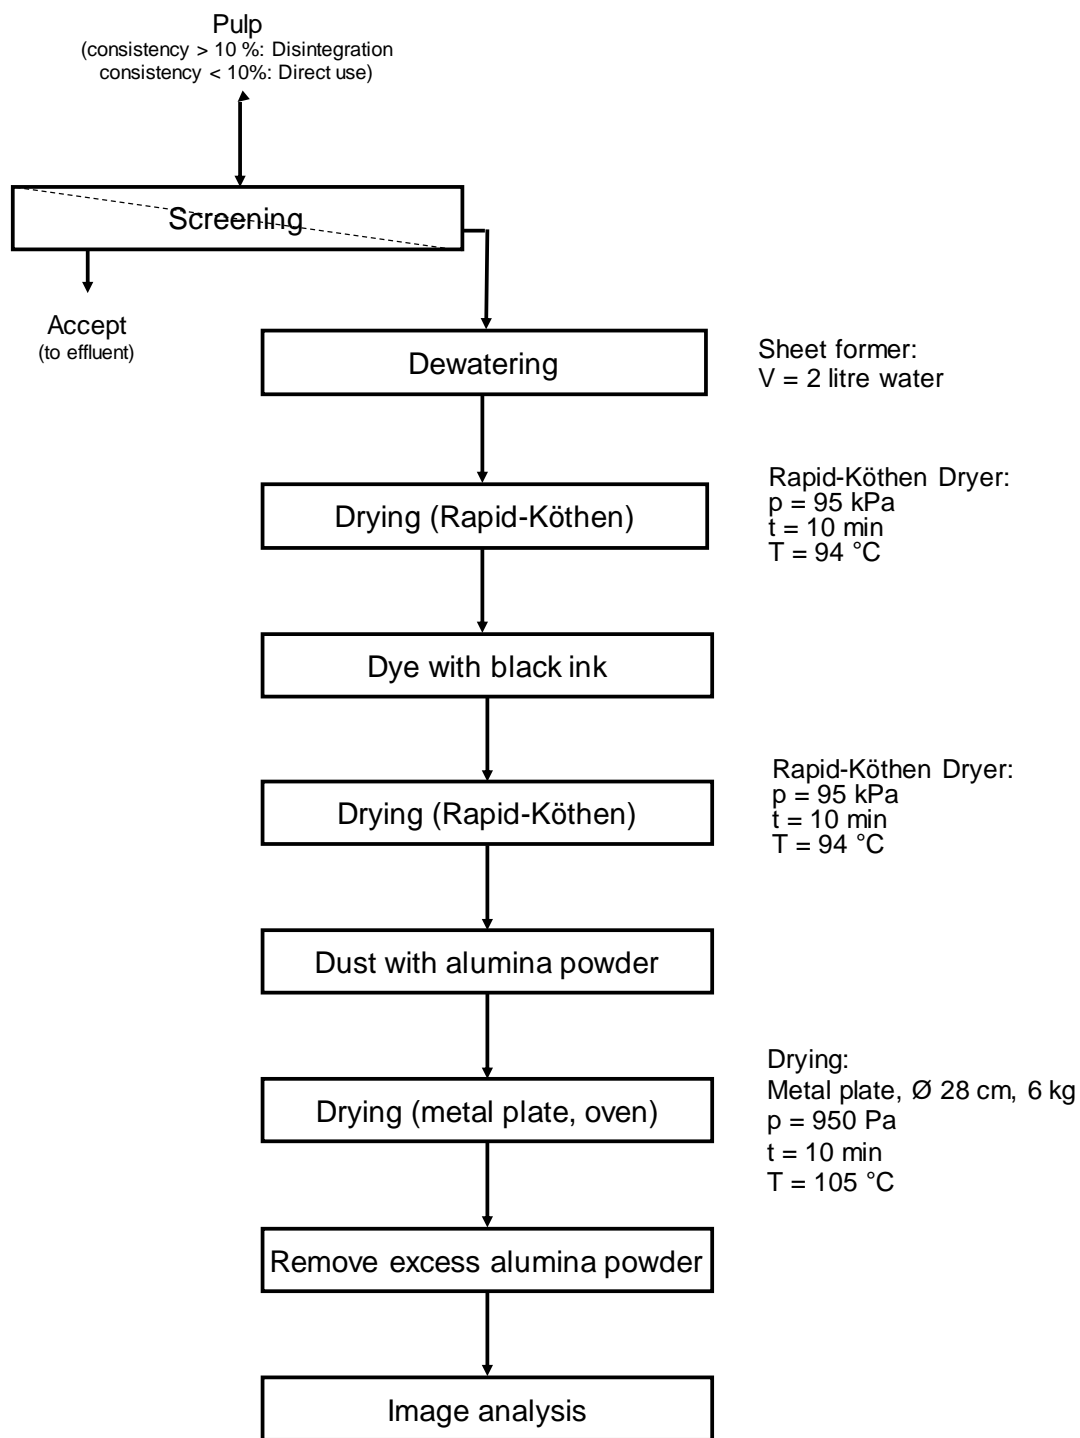 Pulp
(consistency > 10 %: Disintegration
consistency < 10%: Direct use)
Screening
Accept
(to effluent)
Dewatering
Sheet former:
V = 2 litre water
Drying (Rapid-Köthen)
Rapid-Köthen Dryer:
p = 95 kPa
t = 10 min
T = 94 °C
Dye with black ink
Drying (Rapid-Köthen)
Rapid-Köthen Dryer:
p = 95 kPa
t = 10 min
T = 94 °C
Dust with alumina powder
Drying (metal plate, oven)
Drying:
Metal plate, Ø 28 cm, 6 kg
p = 950 Pa
t = 10 min
T = 105 °C
Remove excess alumina powder
Image analysis